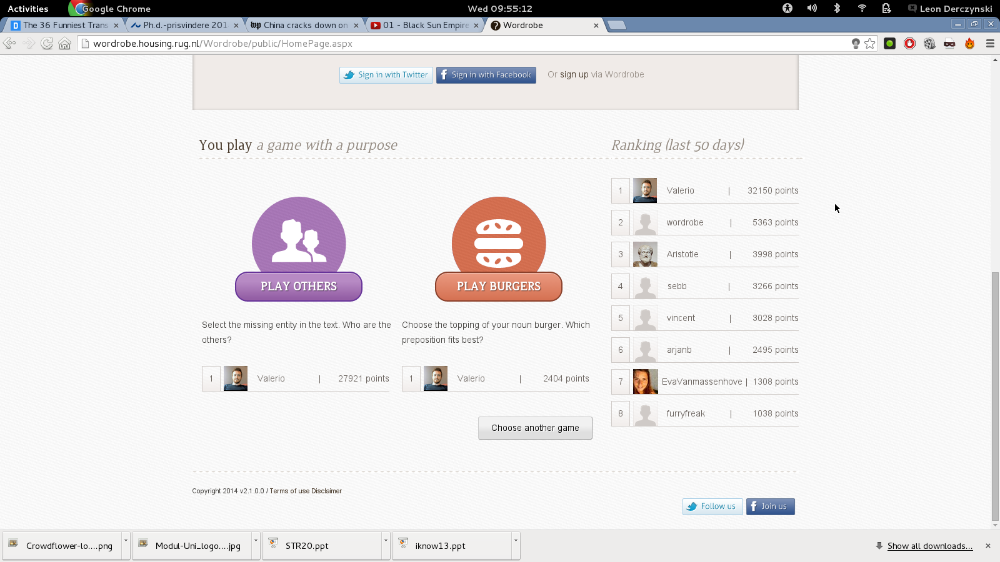 Activities
Google Chrome
Wed 09:55:12
Leon Derczynski
The 36 Funniest Trans
Ph.d.-prisvindere 201
China cracks down on
01 - Black Sun Empire
Wordrobe
wordrobe.housing.rug.nl/Wordrobe/public/HomePage.aspx
Sign in with Twitter
Sign in with Facebook
Or sign up via Wordrobe
You play a game with a purpose
PLAY OTHERS
PLAY BURGERS
Select the missing entity in the text. Who are the
others?
Choose the topping of your noun burger. Which
preposition fits best?
1 Valerio | 27921 points
1 Valerio | 2404 points
Choose another game
Ranking (last 50 days)
1 Valerio | 32150 points
2 wordrobe | 5363 points
3 Aristotle | 3998 points
4 sebb | 3266 points
5 vincent | 3028 points
6 arjanb | 2495 points
7 EvaVanmassenhove | 1308 points
8 furryfreak | 1038 points
Copyright 2014 v2.1.0.0 / Terms of use Disclaimer
Follow us
Join us
Crowdflower-lo....png
Modul-Uni_logo....jpg
STR20.ppt
iknow13.ppt
Show all downloads...